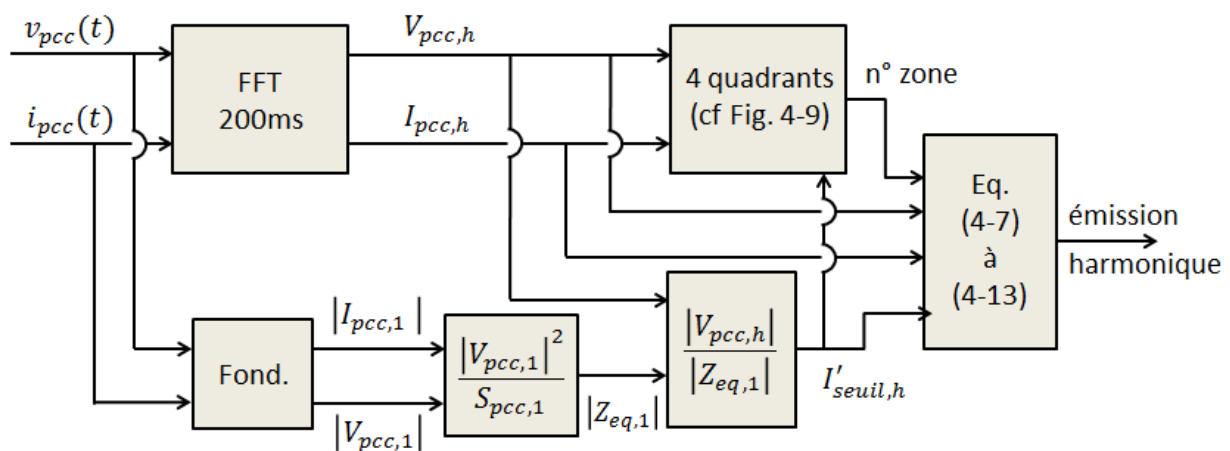 v_pcc(t)
i_pcc(t)
FFT
200ms
V_pcc,h
I_pcc,h
4 quadrants
(cf Fig. 4-9)
n° zone
Eq.
(4-7)
à
(4-13)
émission
harmonique
Fond.
|I_pcc,1|
|V_pcc,1|
|V_pcc,1|²
S_pcc,1
|Z_eq,1|
|V_pcc,h|
|Z_eq,1|
I′_seuil,h